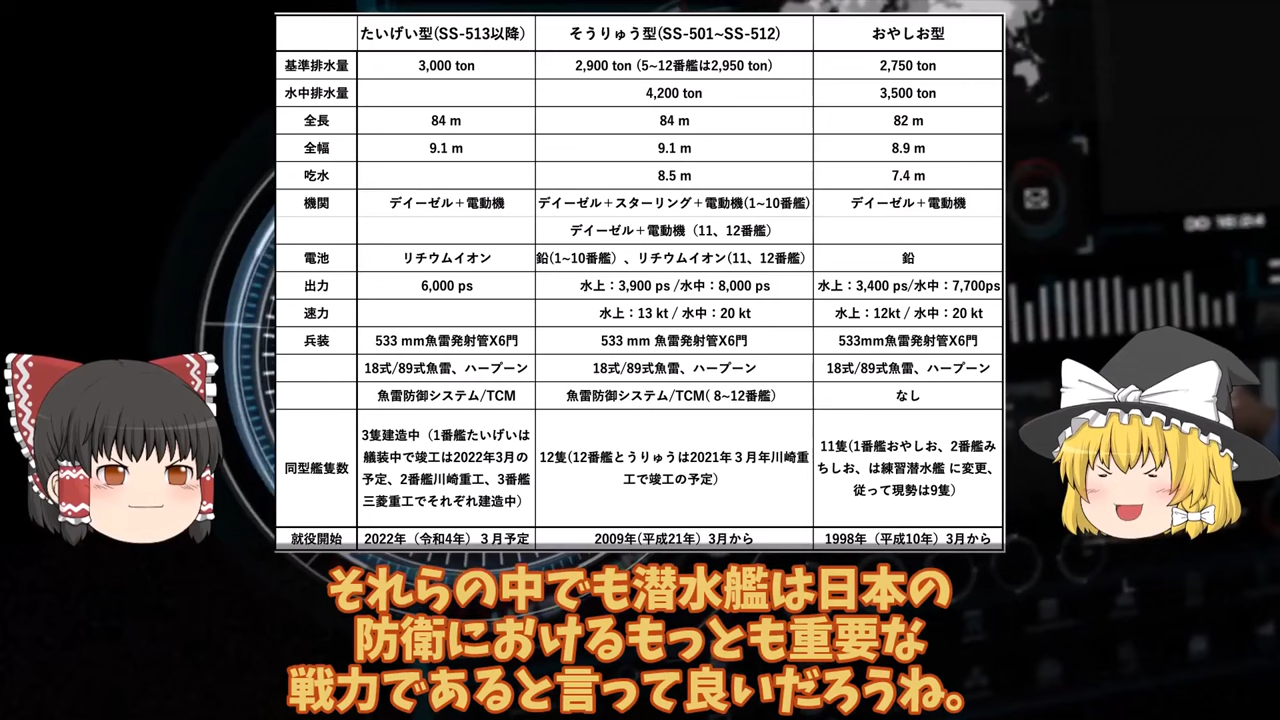 たいげい型(SS-513以降) そうりゅう型(SS-501~SS-512) おやしお型
基準排水量 3,000 ton 2,900 ton (5~12番艦は2,950 ton) 2,750 ton
水中排水量 4,200 ton 3,500 ton
全長 84 m 84 m 82 m
全幅 9.1 m 9.1 m 8.9 m
吃水 8.5 m 7.4 m
機関 デイーゼル＋電動機 デイーゼル＋スターリング＋電動機(1~10番艦) デイーゼル＋電動機
デイーゼル＋電動機（11、12番艦）
電池 リチウムイオン 鉛(1~10番艦）、リチウムイオン(11、12番艦） 鉛
出力 6,000 ps 水上：3,900 ps /水中：8,000 ps 水上：3,400 ps/水中：7,700ps
速力 水上：13 kt / 水中：20 kt 水上：12kt / 水中：20 kt
兵装 533 mm魚雷発射管X6門 533 mm 魚雷発射管X6門 533mm魚雷発射管X6門
18式/89式魚雷、ハープーン 18式/89式魚雷、ハープーン 18式/89式魚雷、ハープーン
魚雷防御システム/TCM 魚雷防御システム/TCM( 8~12番艦） なし
同型艦隻数
3隻建造中（1番艦たいげいは
艤装中で竣工は2022年3月の
予定、2番艦川崎重工、3番艦
三菱重工でそれぞれ建造中）
12隻(12番艦とうりゅうは2021年３月年川崎重
工で竣工の予定）
11隻(1番艦おやしお、2番艦み
ちしお、は練習潜水艦 に変更、
従って現勢は9隻）
就役開始 2022年（令和4年）３月予定 2009年(平成21年）3月から 1998年（平成10年）3月から
それらの中でも潜水艦は日本の
防衛におけるもっとも重要な
戦力であると言って良いだろうね。